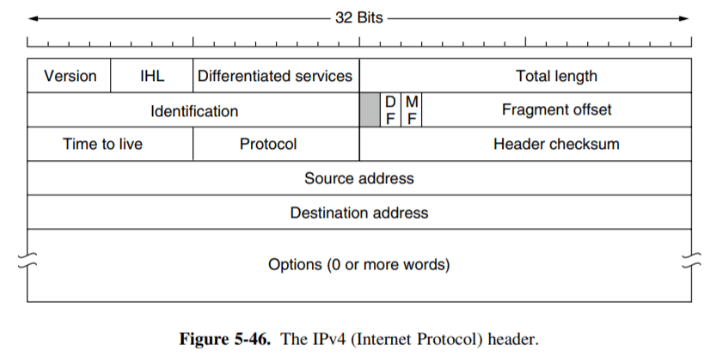 32 Bits
Version IHL Differentiated services Total length
Identification D F M F Fragment offset
Time to live Protocol Header checksum
Source address
Destination address
Options (0 or more words)
Figure 5-46. The IPv4 (Internet Protocol) header.